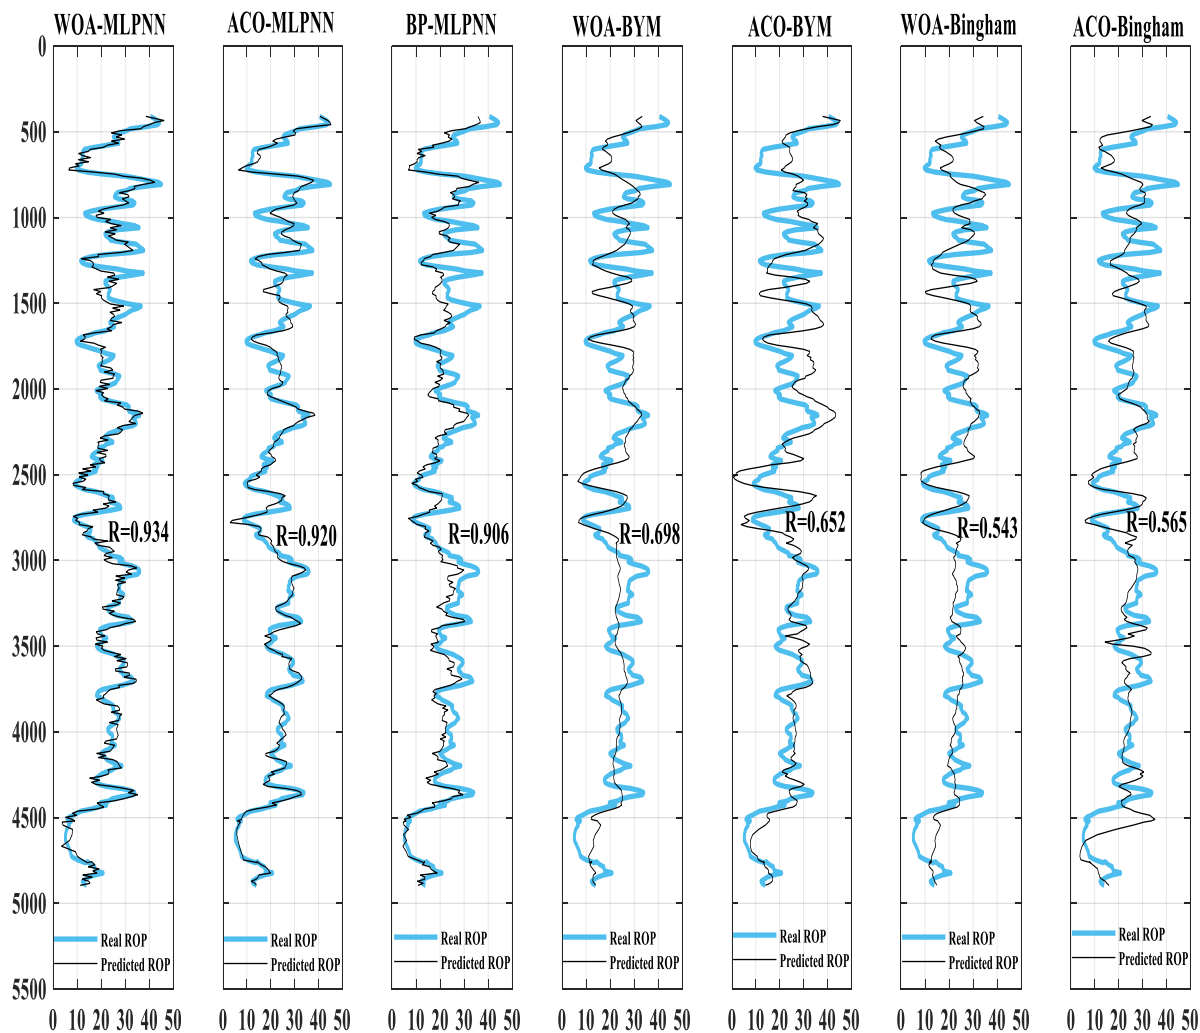 WOA-MLPNN ACO-MLPNN BP-MLPNN WOA-BYM ACO-BYM WOA-Bingham ACO-Bingham
0
500
1000
1500
2000
2500
R=0.934 R=0.920 R=0.906 R=0.698 R=0.652 R=0.543 R=0.565
3000
3500
4000
4500
5000
Real ROP Real ROP Real ROP Real ROP Real ROP Real ROP Real ROP
Predicted ROP Predicted ROP Predicted ROP Predicted ROP Predicted ROP Predicted ROP Predicted ROP
5500
0 10 20 30 40 50 0 10 20 30 40 50 0 10 20 30 40 50 0 10 20 30 40 50 0 10 20 30 40 50 0 10 20 30 40 50 0 10 20 30 40 50